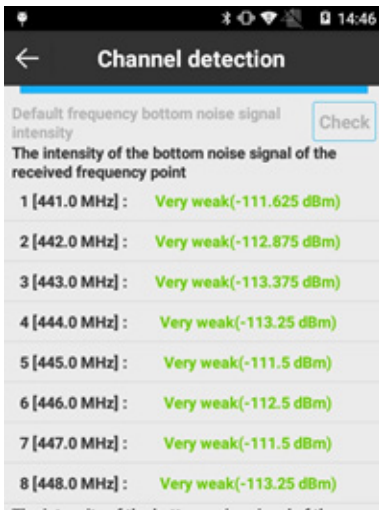 14:46
Channel detection
Default frequency bottom noise signal
intensity
Check
The intensity of the bottom noise signal of the
received frequency point
1 [441.0 MHz] : Very weak(-111.625 dBm)
2 [442.0 MHz] : Very weak(-112.875 dBm)
3 [443.0 MHz] : Very weak(-113.375 dBm)
4 [444.0 MHz] : Very weak(-113.25 dBm)
5 [445.0 MHz] : Very weak(-111.5 dBm)
6 [446.0 MHz] : Very weak(-112.5 dBm)
7 [447.0 MHz] : Very weak(-111.5 dBm)
8 [448.0 MHz] : Very weak(-113.25 dBm)